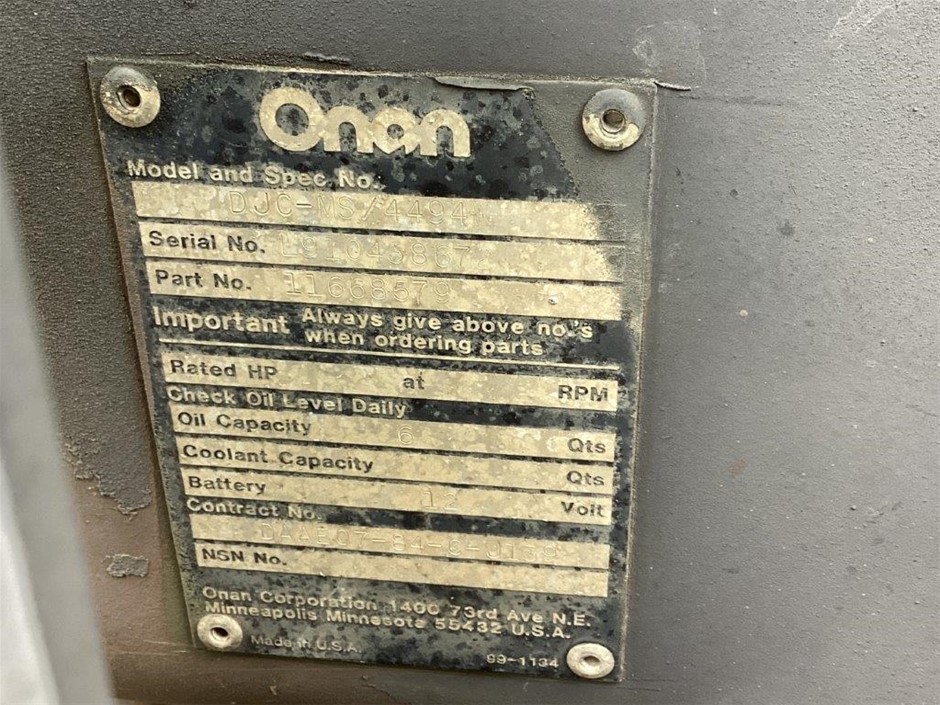 Onan
Model and Spec No.
DJC-MS/4494
Serial No.
Part No. 11668579
Important Always give above no.'s
when ordering parts
Rated HP at RPM
Check Oil Level Daily
Oil Capacity 6 Qts
Coolant Capacity Qts
Battery 12 Volt
Contract No.
NSN No.
Onan Corporation 1400 73rd Ave N.E.
Minneapolis Minnesota 55432 U.S.A.
Made in U.S.A. 99-1134